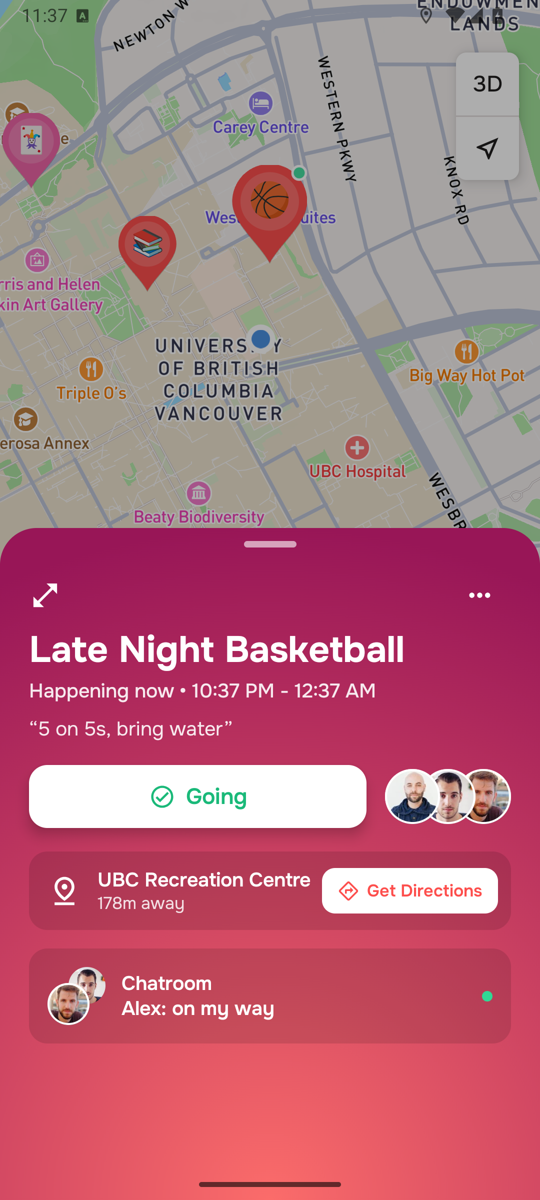 11:37
A
NEWTON W
ENDOWMEN
LANDS
3D
WESTERN PKWY
KNOX RD
Carey Centre
Wes
uites
rris and Helen
kin Art Gallery
UNIVERS
Y
OF BRITISH
COLUMBIA
VANCOUVER
Triple O's
Big Way Hot Pot
erosa Annex
UBC Hospital
Beaty Biodiversity
WESBR
Late Night Basketball
Happening now • 10:37 PM - 12:37 AM
“5 on 5s, bring water”
Going
UBC Recreation Centre
178m away
Get Directions
Chatroom
Alex: on my way